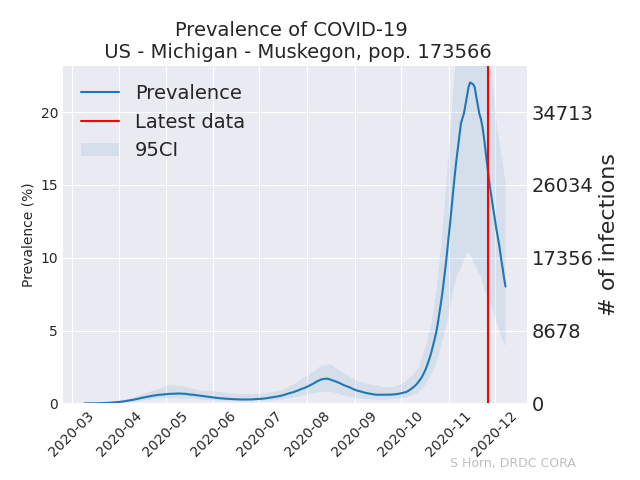 Prevalence of COVID-19
US - Michigan - Muskegon, pop. 173566
Prevalence
Latest data
95CI
Prevalence (%)
20
15
10
5
0
34713
26034
17356
8678
0
# of infections
2020-03
2020-04
2020-05
2020-06
2020-07
2020-08
2020-09
2020-10
2020-11
2020-12
S Horn, DRDC CORA